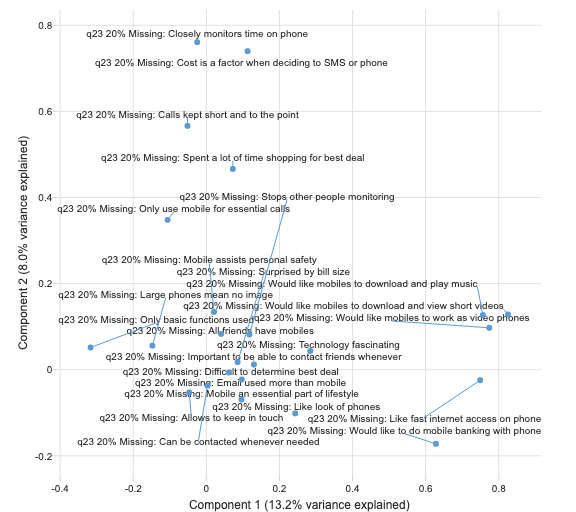 0.8
q23 20% Missing: Closely monitors time on phone
q23 20% Missing: Cost is a factor when deciding to SMS or phone
0.6
q23 20% Missing: Calls kept short and to the point
q23 20% Missing: Spent a lot of time shopping for best deal
0.4
q23 20% Missing: Stops other people monitoring
q23 20% Missing: Only use mobile for essential calls
q23 20% Missing: Mobile assists personal safety
q23 20% Missing: Surprised by bill size
0.2
q23 20% Missing: Would like mobiles to download and play music
q23 20% Missing: Large phones mean no image
q23 20% Missing: Would like mobiles to download and view short videos
q23 20% Missing: Would like mobiles to work as video phones
q23 20% Missing: Only basic functions used
q23 20% Missing: All friends have mobiles
q23 20% Missing: Technology fascinating
q23 20% Missing: Important to be able to contact friends whenever
0
q23 20% Missing: Difficult to determine best deal
q23 20% Missing: Email used more than mobile
q23 20% Missing: Mobile an essential part of lifestyle
q23 20% Missing: Like look of phones
q23 20% Missing: Allows to keep in touch
q23 20% Missing: Like fast internet access on phone
q23 20% Missing: Would like to do mobile banking with phone
q23 20% Missing: Can be contacted whenever needed
-0.2
-0.4 -0.2 0 0.2 0.4 0.6 0.8
Component 1 (13.2% variance explained)
Component 2 (8.0% variance explained)